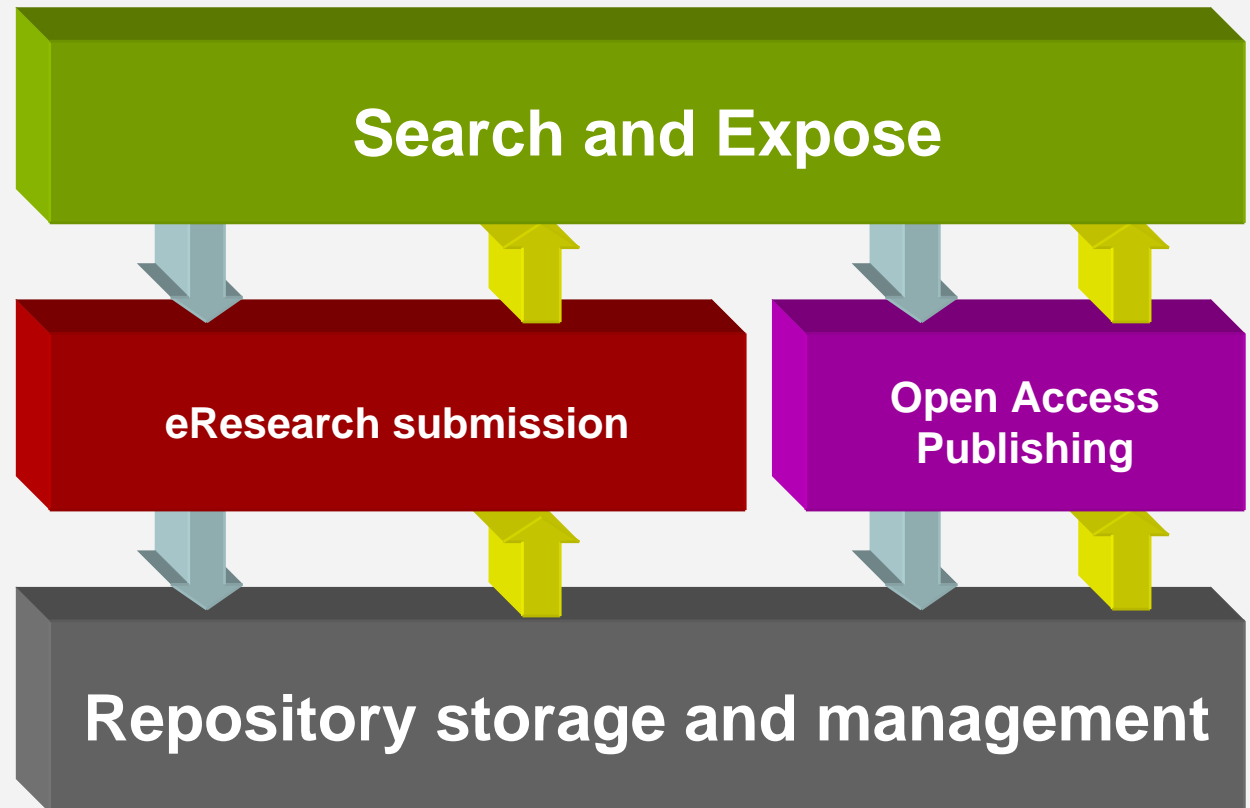 Search and Expose
eResearch submission
Open Access
Publishing
Repository storage and management